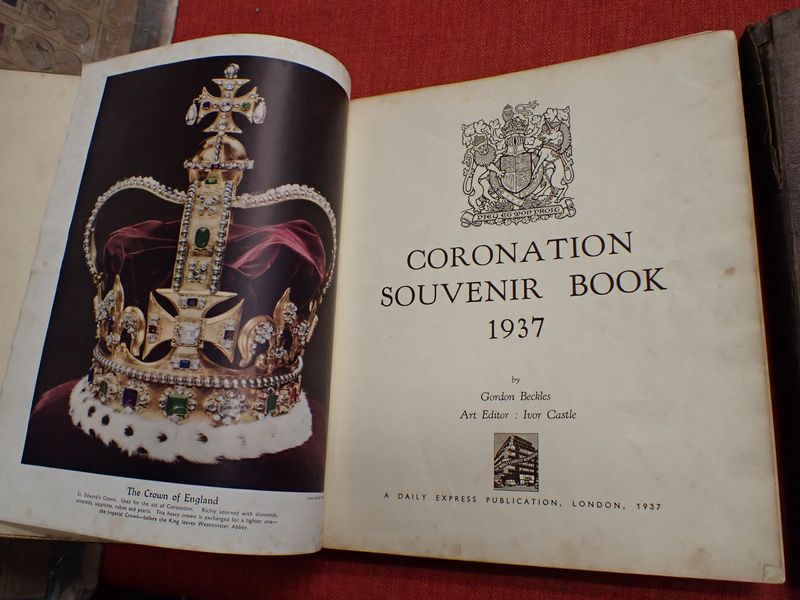 The Crown of England
St. Edward's Crown. Used for the act of Coronation. Richly adorned with diamonds,
emeralds, sapphires, rubies and pearls. This heavy crown is exchanged for a lighter one—
the Imperial Crown—before the King leaves Westminster Abbey.
DIEU ET MON DROIT
CORONATION
SOUVENIR BOOK
1937
by
Gordon Beckles
Art Editor : Ivor Castle
A DAILY EXPRESS PUBLICATION, LONDON, 1937